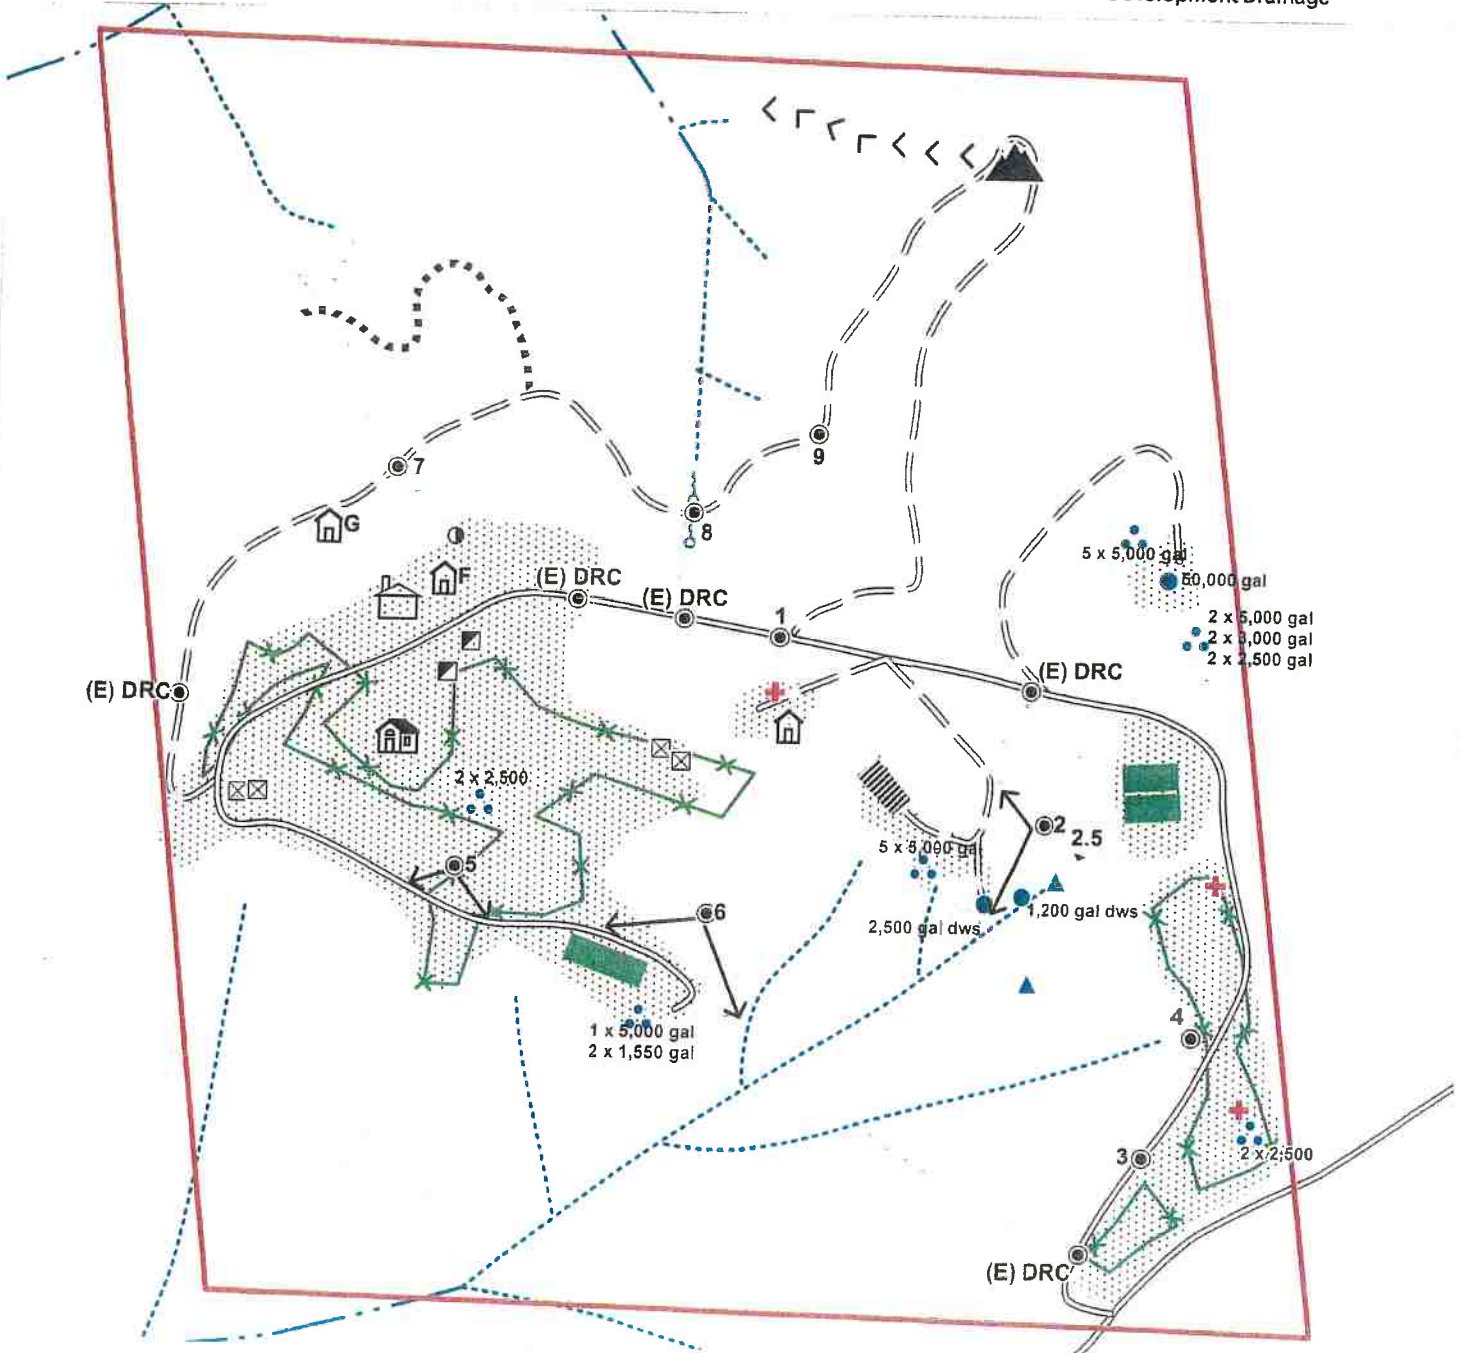 Drainage
9
7
8
G
F
(E) DRC
(E) DRC
1
5 x 5,000 gal
50,000 gal
2 x 5,000 gal
2 x 3,000 gal
2 x 2,500 gal
(E) DRC
(E) DRC
2 x 2,500
2
2.5
5 x 5,000 gal
5
6
1,200 gal dws
2,500 gal dws
4
1 x 5,000 gal
2 x 1,550 gal
3
2 x 2,500
(E) DRC